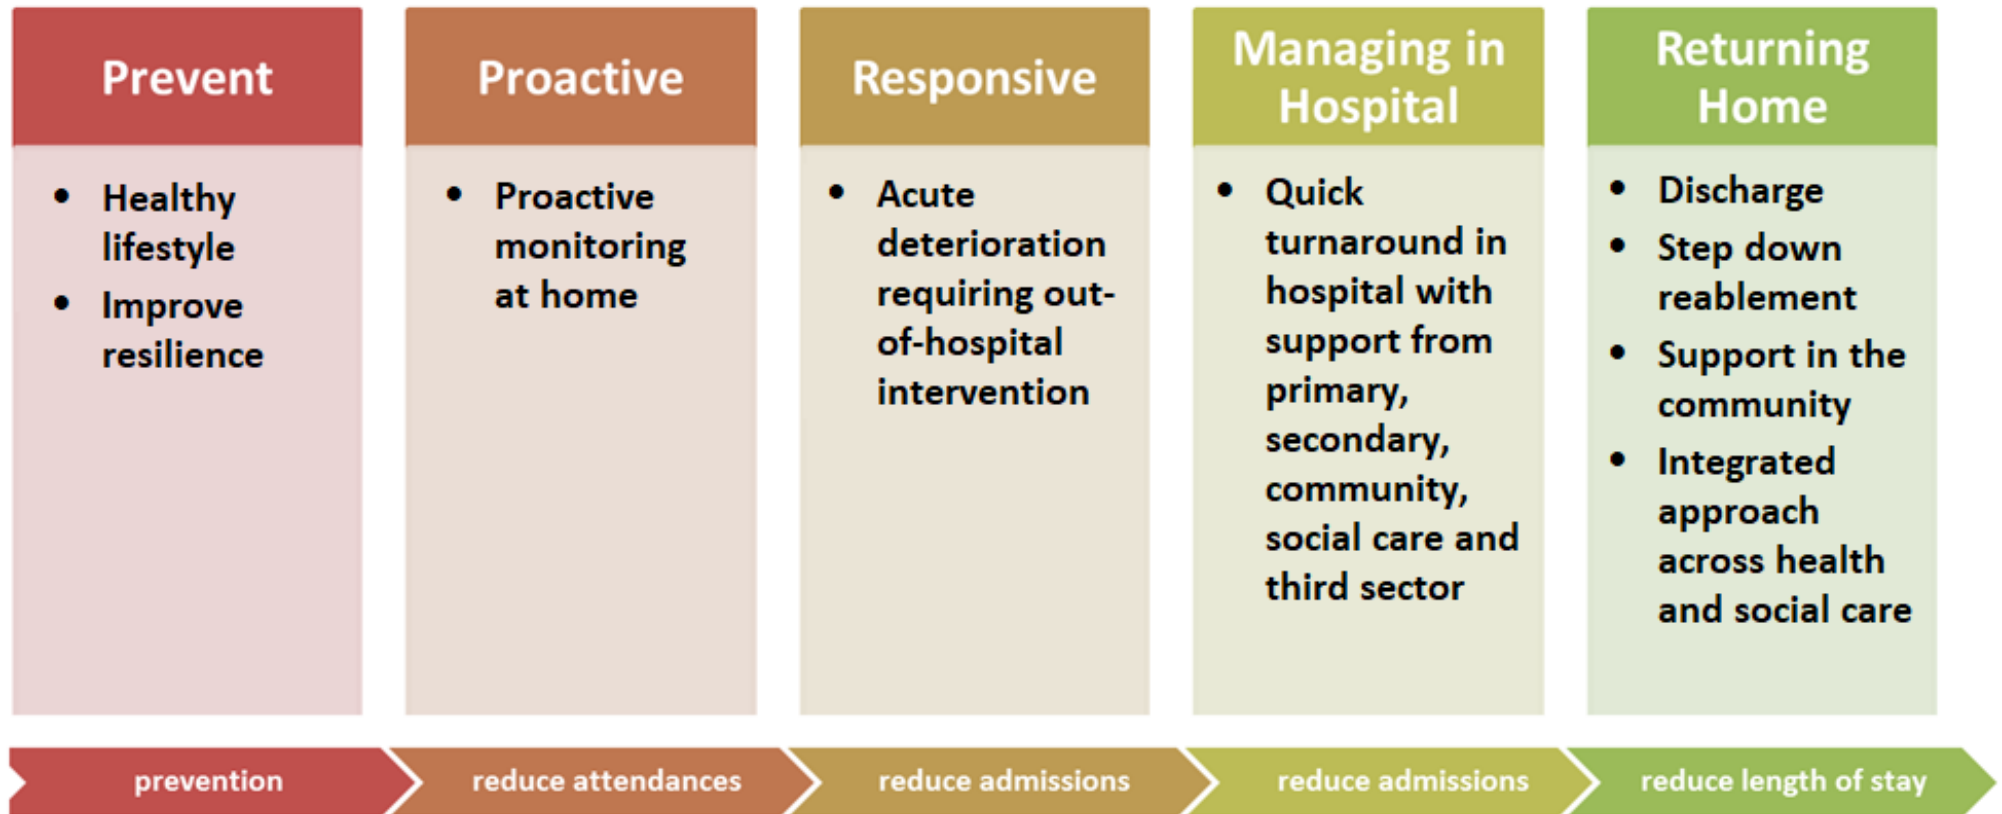 Prevent
• Healthy
lifestyle
• Improve
resilience
Proactive
• Proactive
monitoring
at home
Responsive
• Acute
deterioration
requiring out-
of-hospital
intervention
Managing in
Hospital
• Quick
turnaround in
hospital with
support from
primary,
secondary,
community,
social care and
third sector
Returning
Home
• Discharge
• Step down
reablement
• Support in the
community
• Integrated
approach
across health
and social care
prevention
reduce attendances
reduce admissions
reduce admissions
reduce length of stay